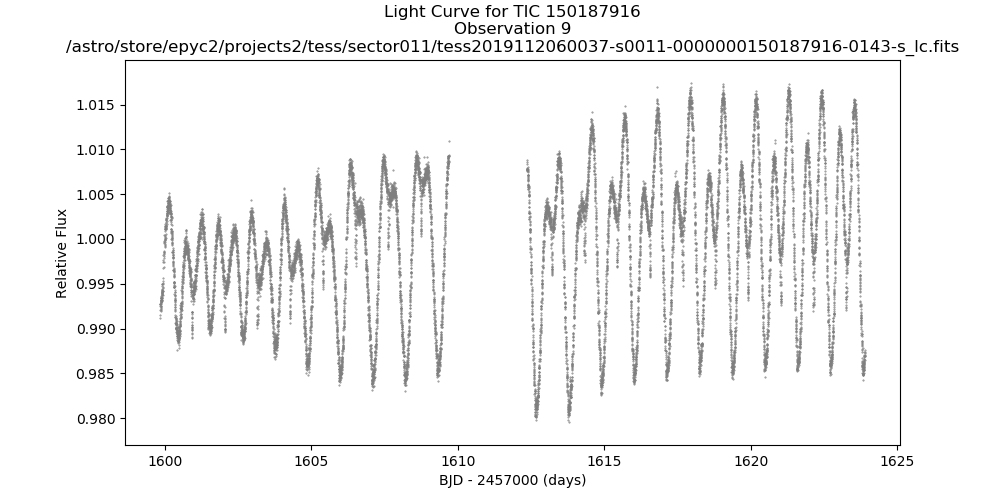 Light Curve for TIC 150187916
Observation 9
/astro/store/epyc2/projects2/tess/sector011/tess2019112060037-s0011-0000000150187916-0143-s_lc.fits
1.015
1.010
1.005
1.000
0.995
0.990
0.985
0.980
Relative Flux
1600
1605
1610
1615
1620
1625
BJD - 2457000 (days)